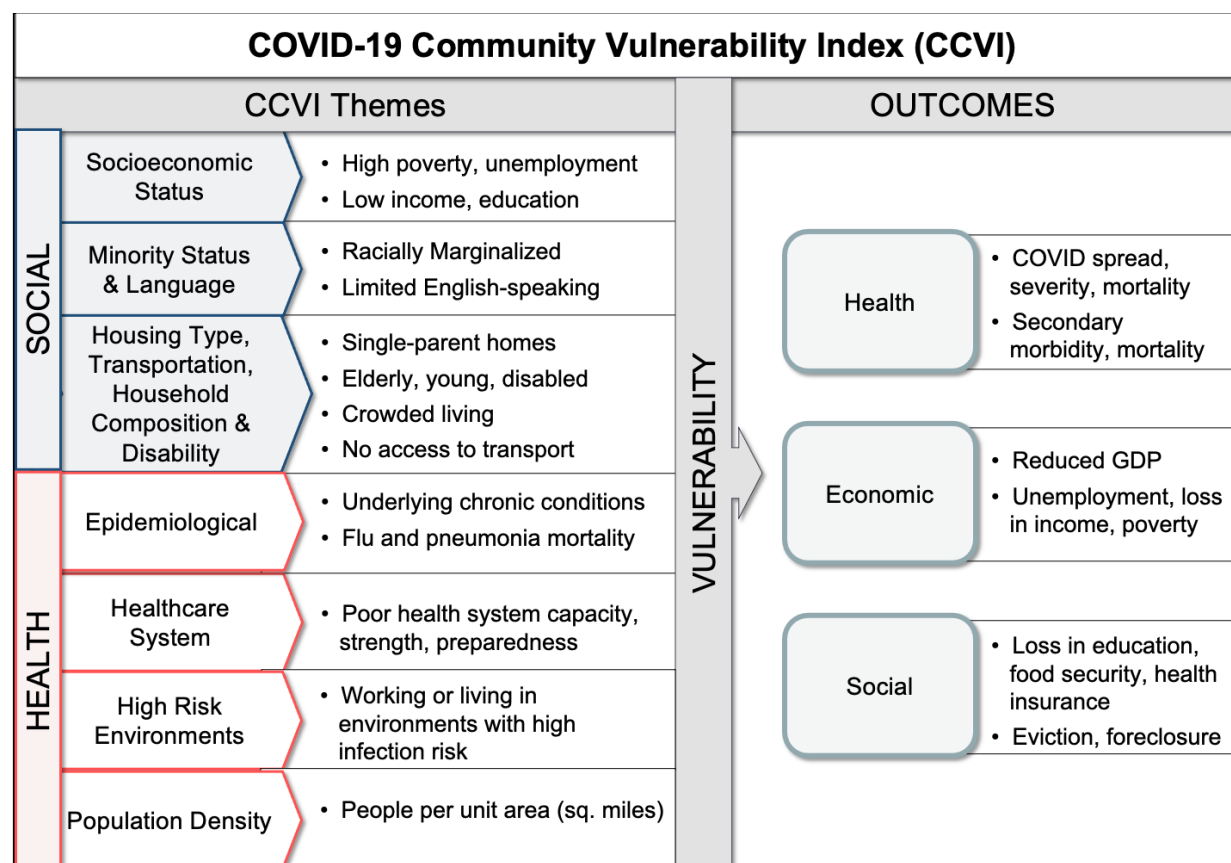 COVID-19 Community Vulnerability Index (CCVI)
CCVI Themes
OUTCOMES
SOCIAL
Socioeconomic
Status
• High poverty, unemployment
• Low income, education
Minority Status
& Language
• Racially Marginalized
• Limited English-speaking
Housing Type,
Transportation,
Household
Composition &
Disability
• Single-parent homes
• Elderly, young, disabled
• Crowded living
• No access to transport
HEALTH
Epidemiological
• Underlying chronic conditions
• Flu and pneumonia mortality
Healthcare
System
• Poor health system capacity,
strength, preparedness
High Risk
Environments
• Working or living in
environments with high
infection risk
Population Density
• People per unit area (sq. miles)
VULNERABILITY
Health
• COVID spread,
severity, mortality
• Secondary
morbidity, mortality
Economic
• Reduced GDP
• Unemployment, loss
in income, poverty
Social
• Loss in education,
food security, health
insurance
• Eviction, foreclosure